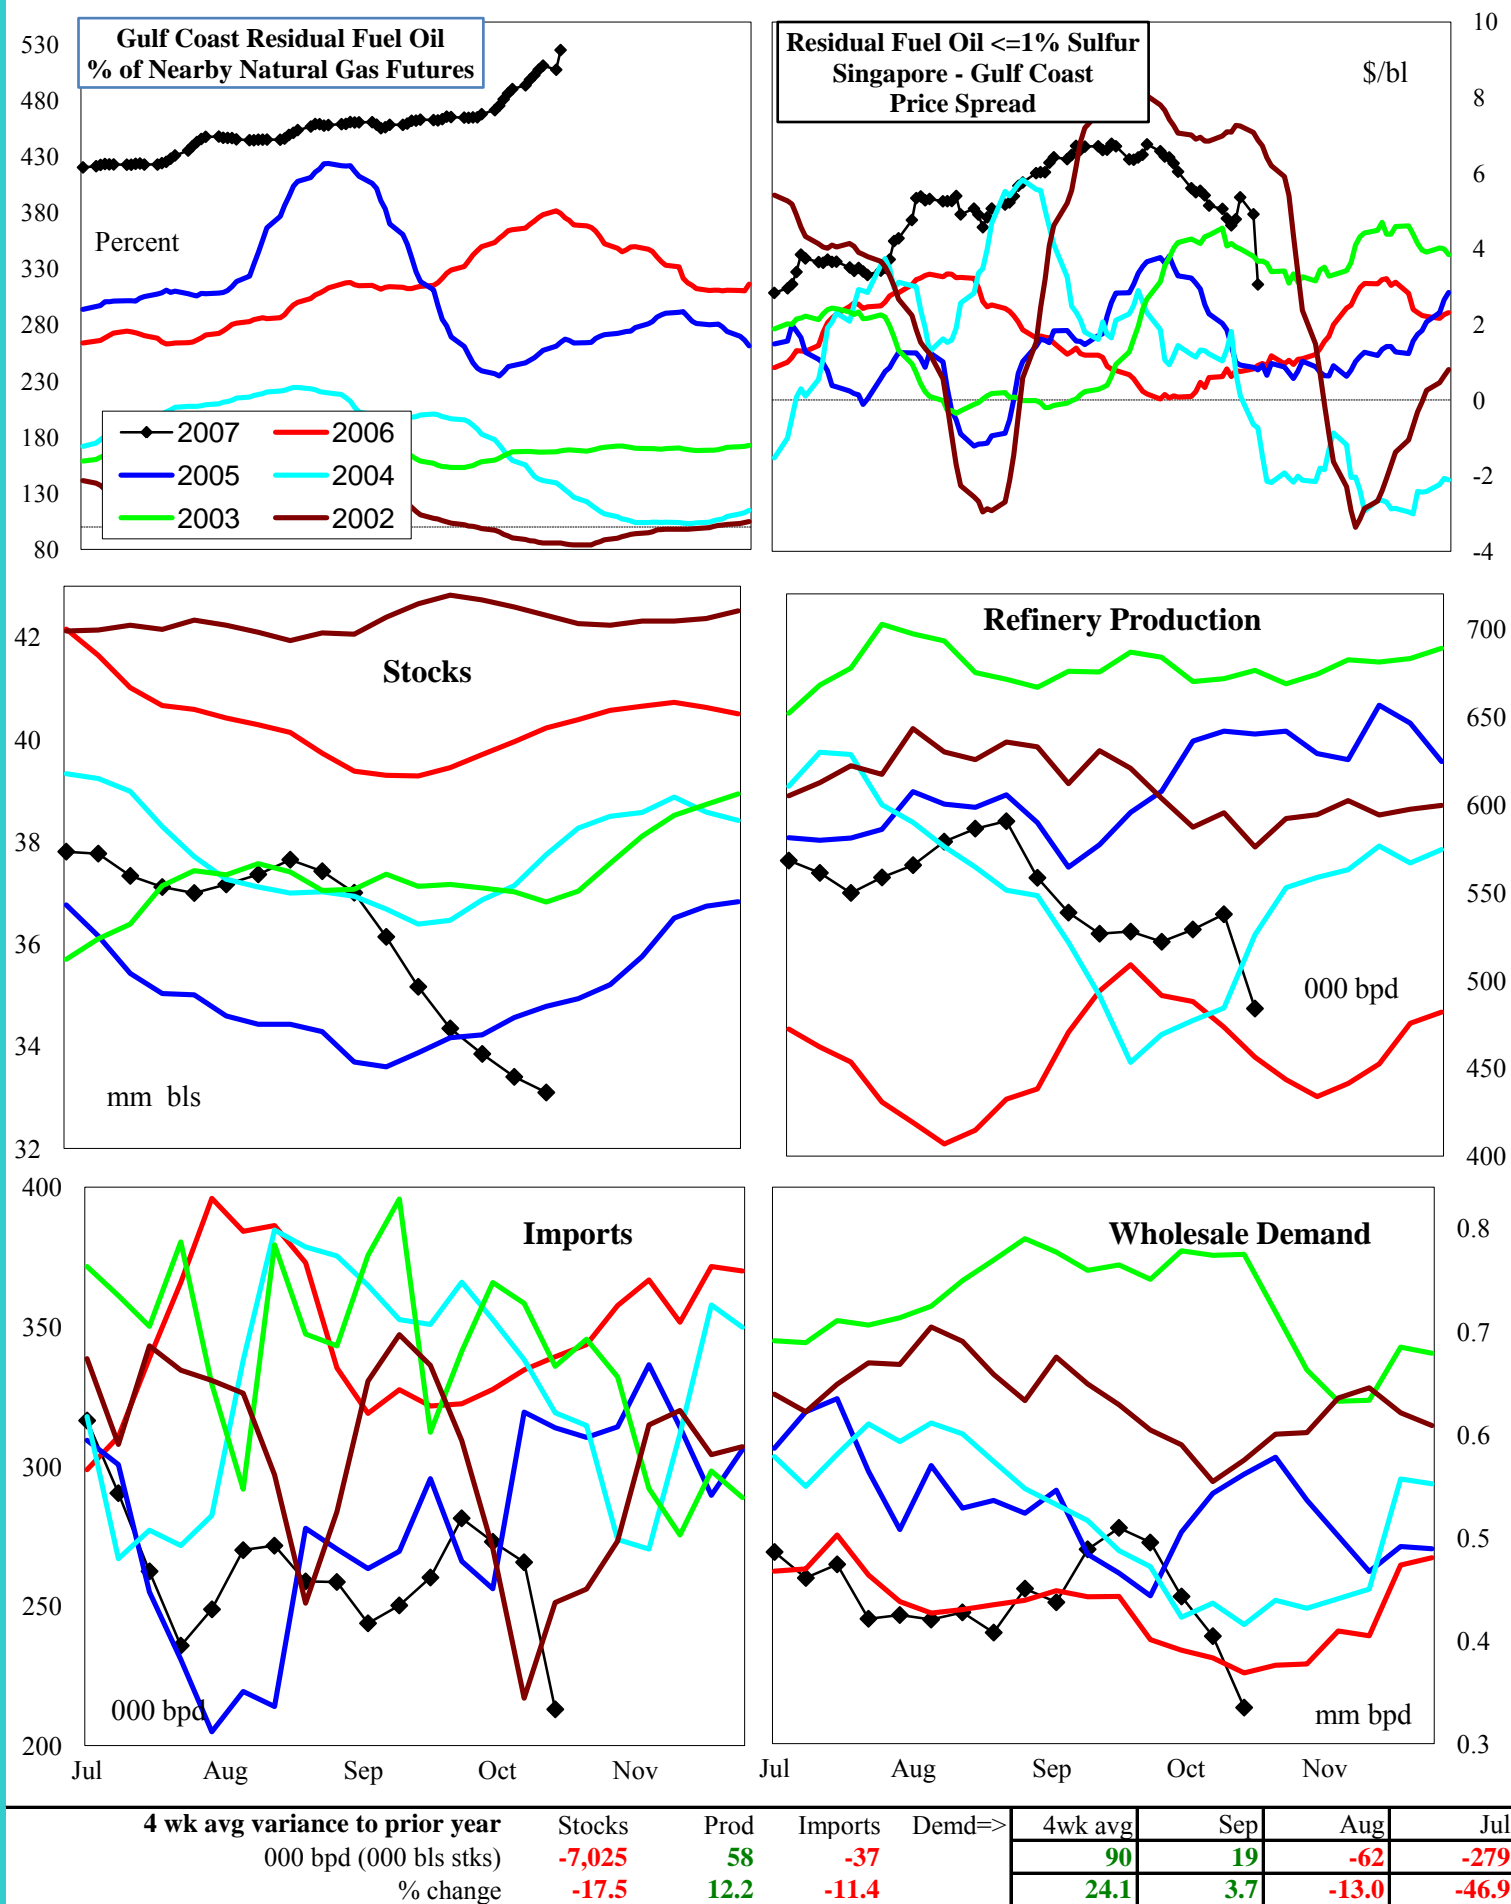 Gulf Coast Residual Fuel Oil
% of Nearby Natural Gas Futures
530
480
430
380
330
280
230
180
130
80
Percent
2007 2006
2005 2004
2003 2002
Residual Fuel Oil <=1% Sulfur
Singapore - Gulf Coast
Price Spread
$/bl
10
8
6
4
2
0
-2
-4
Stocks
42
40
38
36
34
32
mm bls
Refinery Production
700
650
600
550
500
450
400
000 bpd
Imports
400
350
300
250
200
000 bpd
Jul Aug Sep Oct Nov
Wholesale Demand
0.8
0.7
0.6
0.5
0.4
0.3
mm bpd
Jul Aug Sep Oct Nov
4 wk avg variance to prior year Stocks Prod Imports Demd=> 4wk avg Sep Aug Jul
000 bpd (000 bls stks) -7,025 58 -37 90 19 -62 -279
% change -17.5 12.2 -11.4 24.1 3.7 -13.0 -46.9